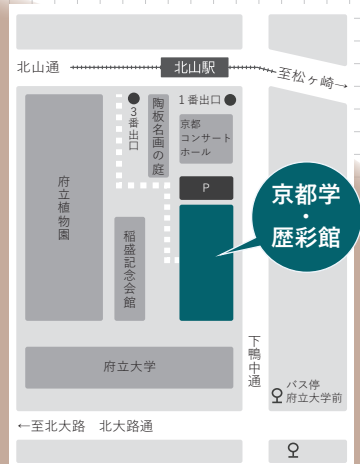 北山通
北山駅
至松ヶ崎→
3番出口
陶板名画の庭
1番出口
京都
コンサート
ホール
P
府立植物園
稲盛記念会館
京都学
・
歴彩館
府立大学
下鴨中通
バス停
府立大学前
←至北大路　北大路通